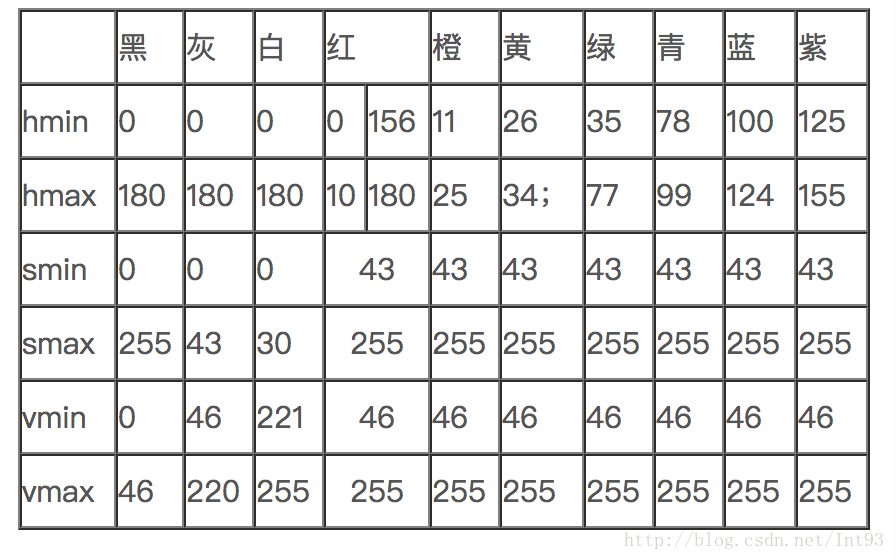 黑 灰 白 红 橙 黄 绿 青 蓝 紫
hmin 0 0 0 0 156 11 26 35 78 100 125
hmax 180 180 180 10 180 25 34； 77 99 124 155
smin 0 0 0 43 43 43 43 43 43 43
smax 255 43 30 255 255 255 255 255 255 255
vmin 0 46 221 46 46 46 46 46 46 46
vmax 46 220 255 255 255 255 255 255 255 255
http://blog.csdn.net/Int93